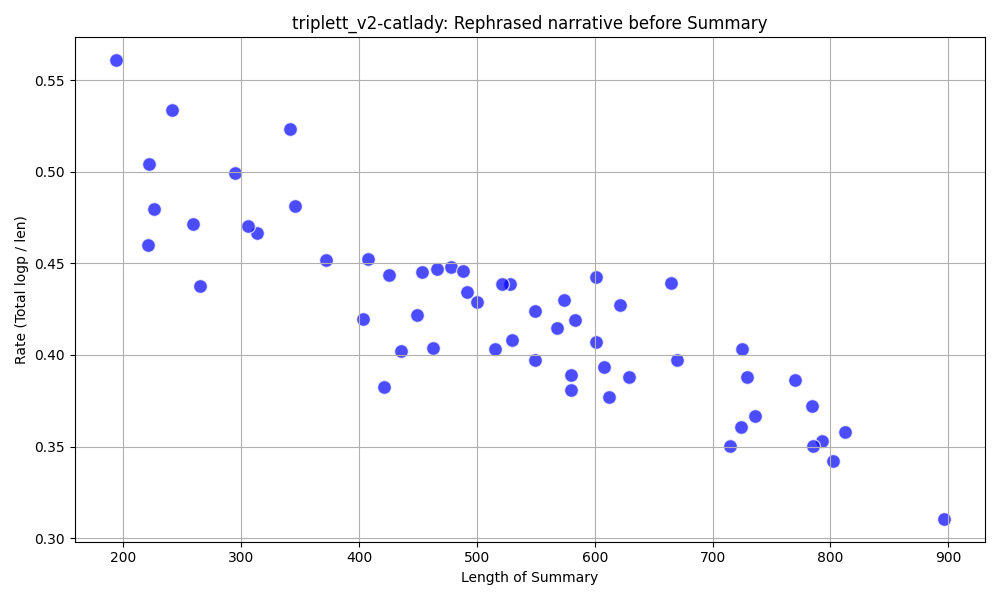 triplett_v2-catlady: Rephrased narrative before Summary
Rate (Total logp / len)
0.55
0.50
0.45
0.40
0.35
0.30
200 300 400 500 600 700 800 900
Length of Summary